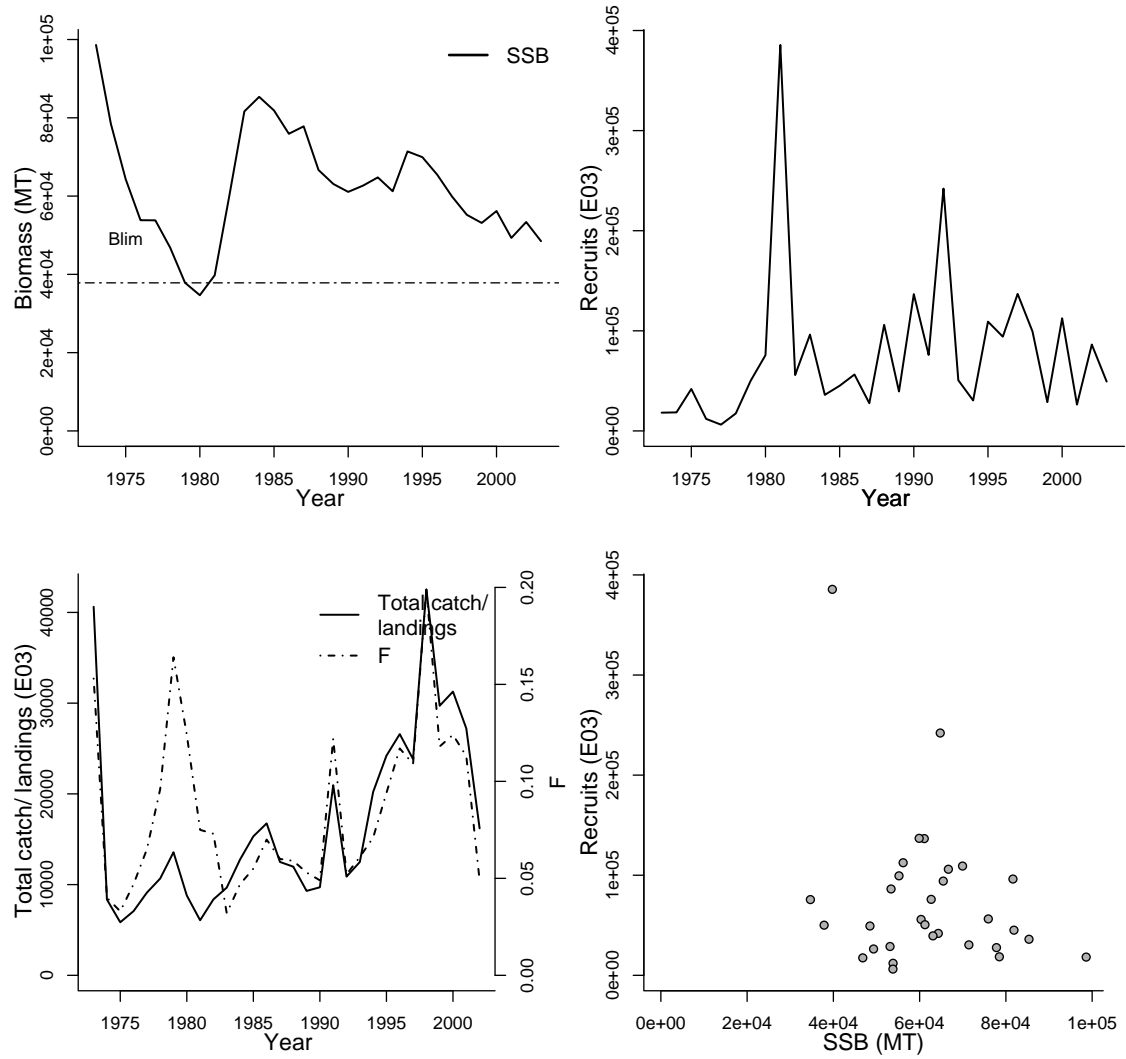 SSB
Blim
Biomass (MT)
0e+00 2e+04 4e+04 6e+04 8e+04 1e+05
1975 1980 1985 1990 1995 2000
Year
Recruits (E03)
0e+00 1e+05 2e+05 3e+05 4e+05
1975 1980 1985 1990 1995 2000
Year
Total catch/
landings
F
Total catch/ landings (E03)
0 10000 20000 30000 40000
0.00 0.05 0.10 0.15 0.20
F
1975 1980 1985 1990 1995 2000
Year
Recruits (E03)
0e+00 1e+05 2e+05 3e+05 4e+05
0e+00 2e+04 4e+04 6e+04 8e+04 1e+05
SSB (MT)